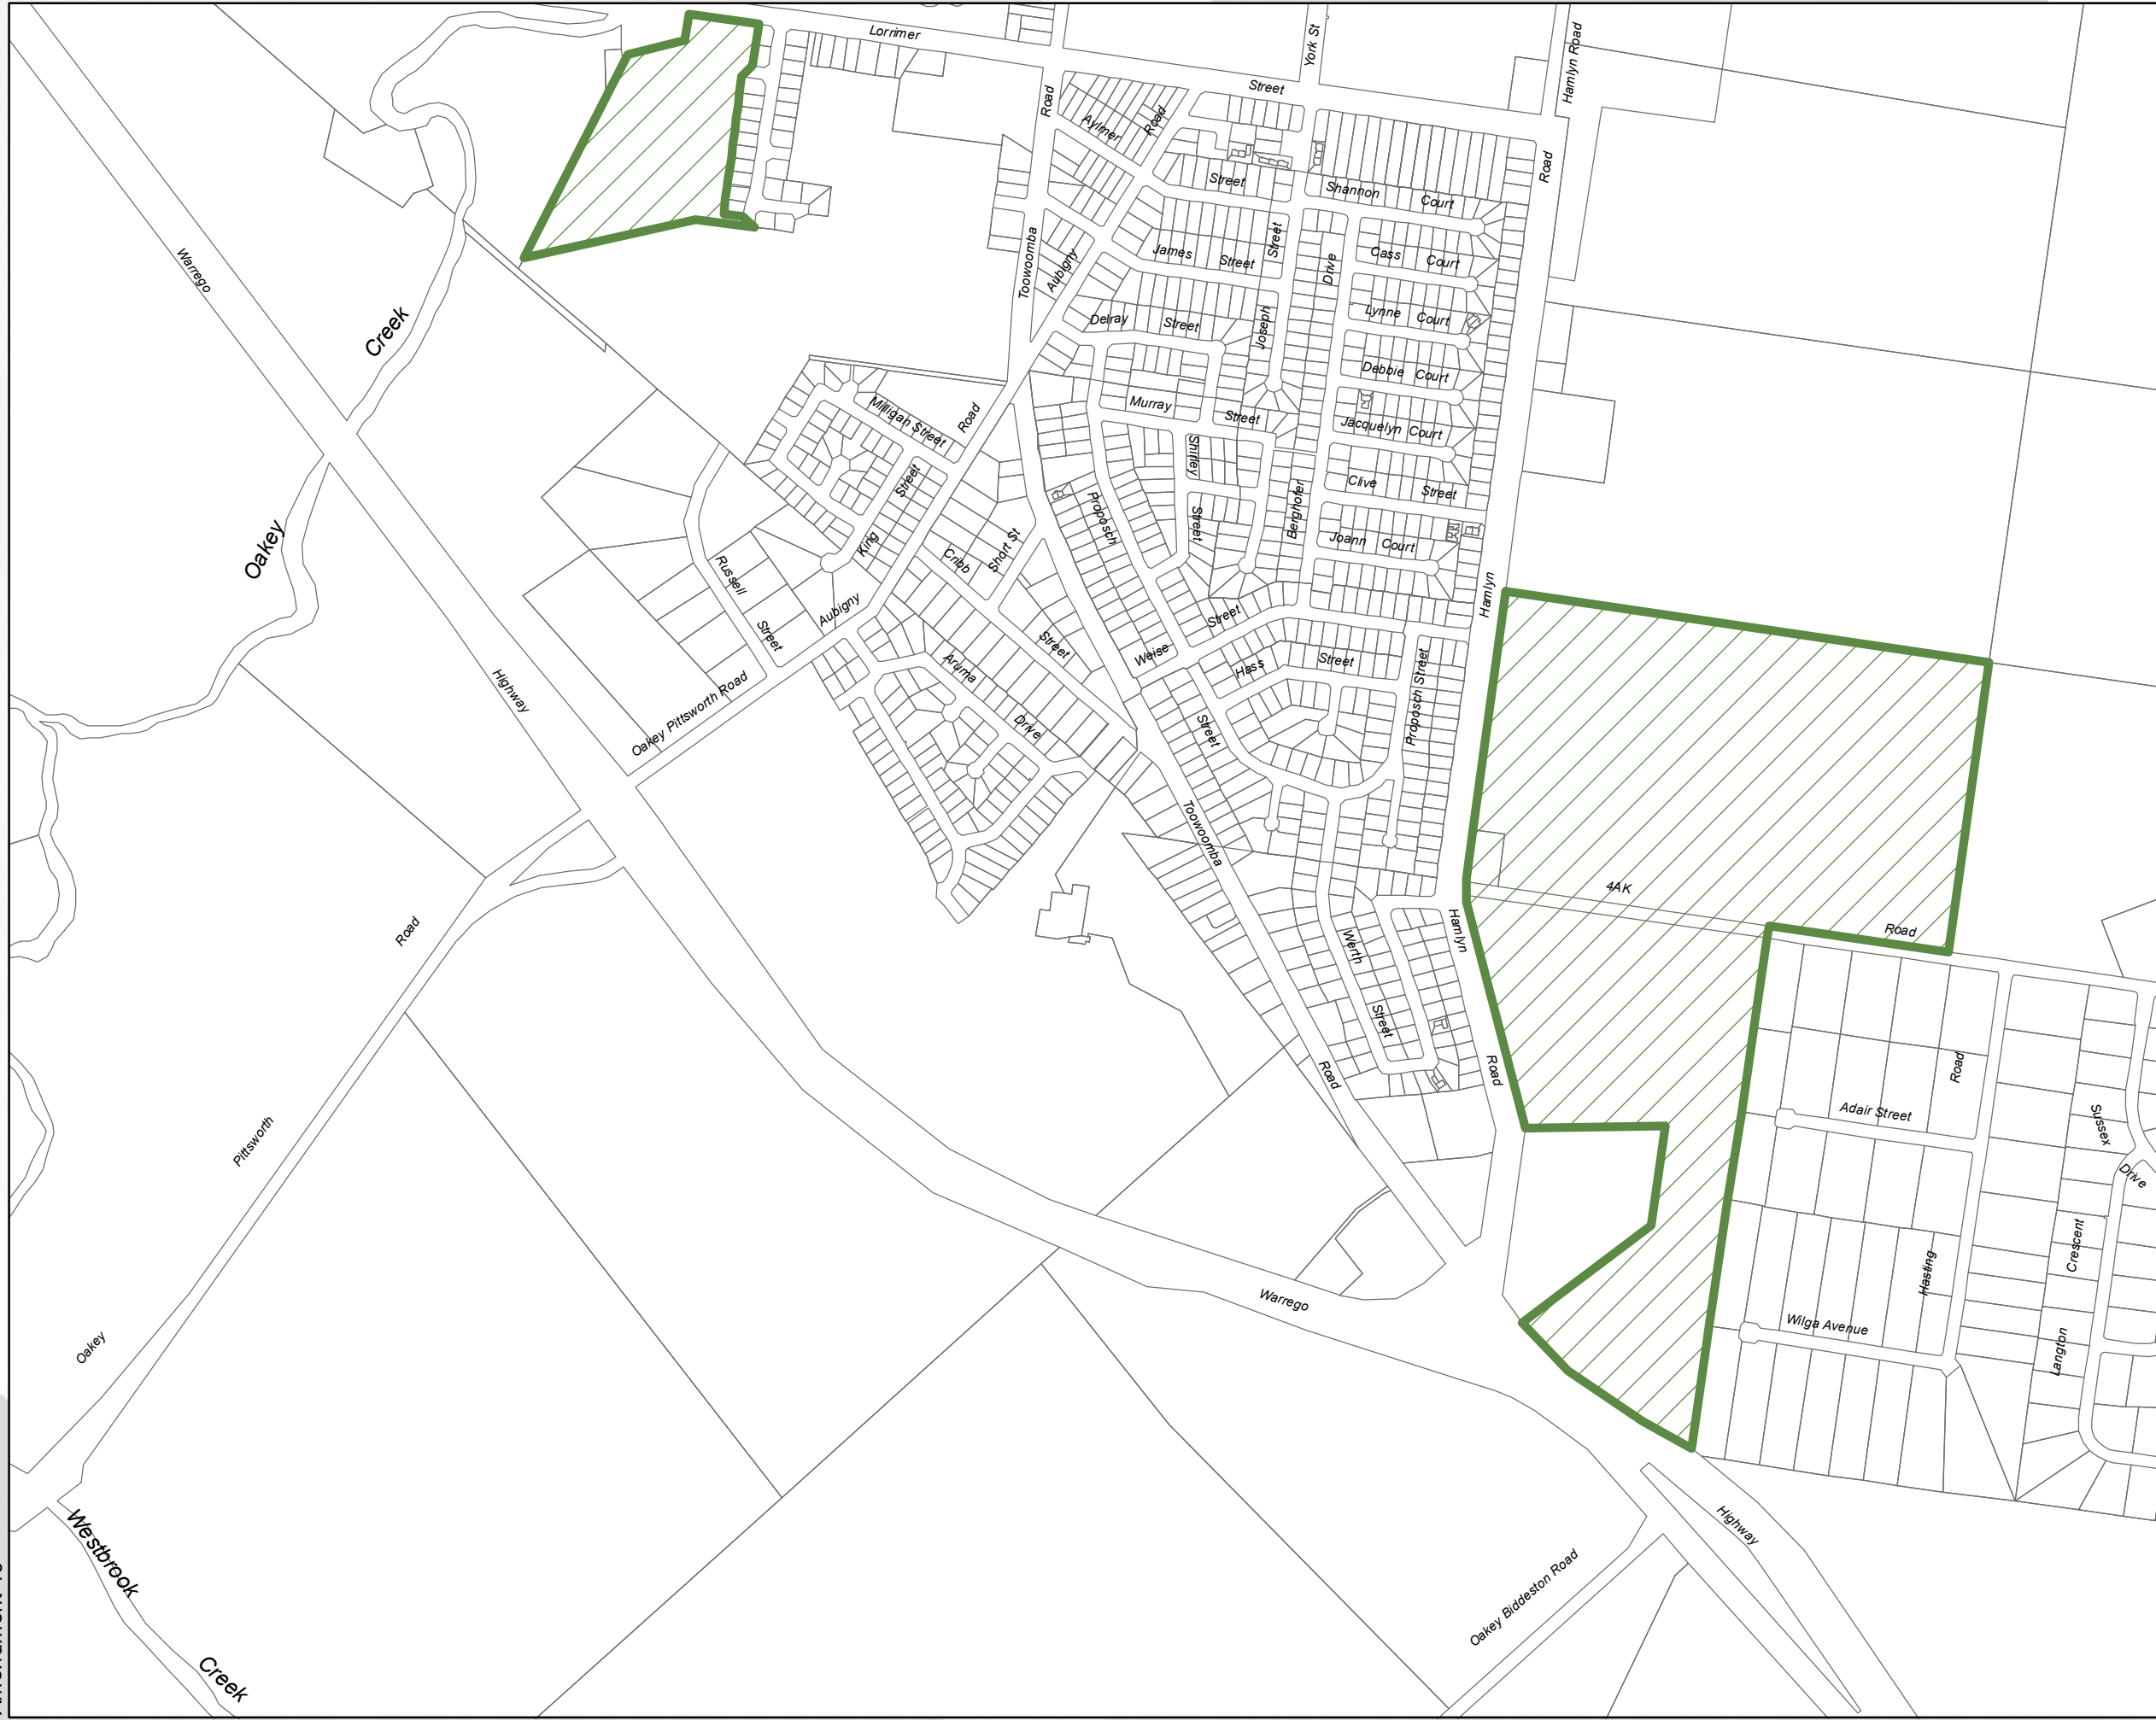 Lorrimer
York St
Hamlyn Road
Street
Road
Aylmer
Road
Road
Street
Shannon
Court
Warrego
Creek
Toowoomba
Aubigny
James
Street
Street
Drive
Cass
Court
Delray
Street
Joseph
Lynne
Court
Debbie
Court
Milligan Street
Road
Murray
Street
Jacquelyn
Court
Shirley
Street
Clive
Street
Oakey
King
Street
Proposch
Street
Berghofer
Joann
Court
Cribb
Short St
Russell
Street
Aubigny
Hamlyn
Street
Street
Weise
Hass
Street
Aruma
Drive
Highway
Oakey Pittsworth Road
Street
Proposch Street
Toowoomba
4AK
Road
Road
Hamlyn
Werth
Street
Road
Road
Road
Adair Street
Sussex
Drive
Pittsworth
Crescent
Hasting
Warrego
Wilga Avenue
Oakey
Langton
Highway
Westbrook
Creek
Oakey Biddeston Road